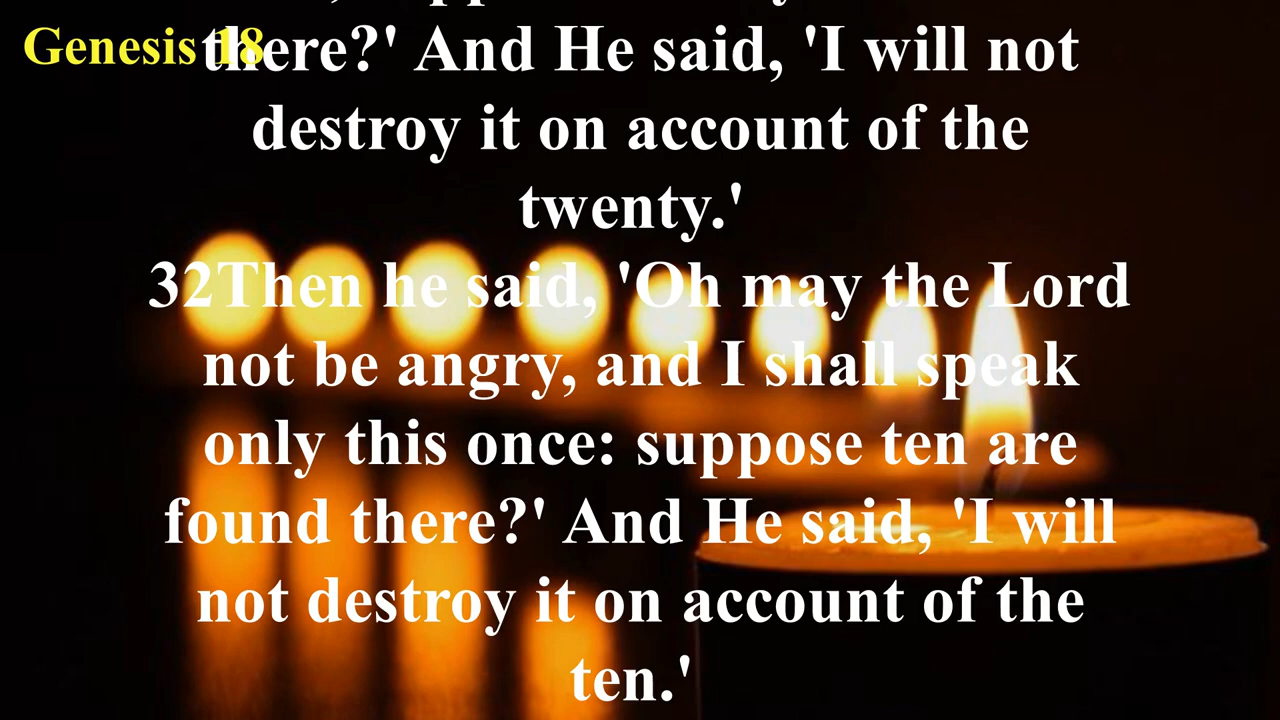 Genesis 18
there?' And He said, 'I will not
destroy it on account of the
twenty.'
32Then he said, 'Oh may the Lord
not be angry, and I shall speak
only this once: suppose ten are
found there?' And He said, 'I will
not destroy it on account of the
ten.'